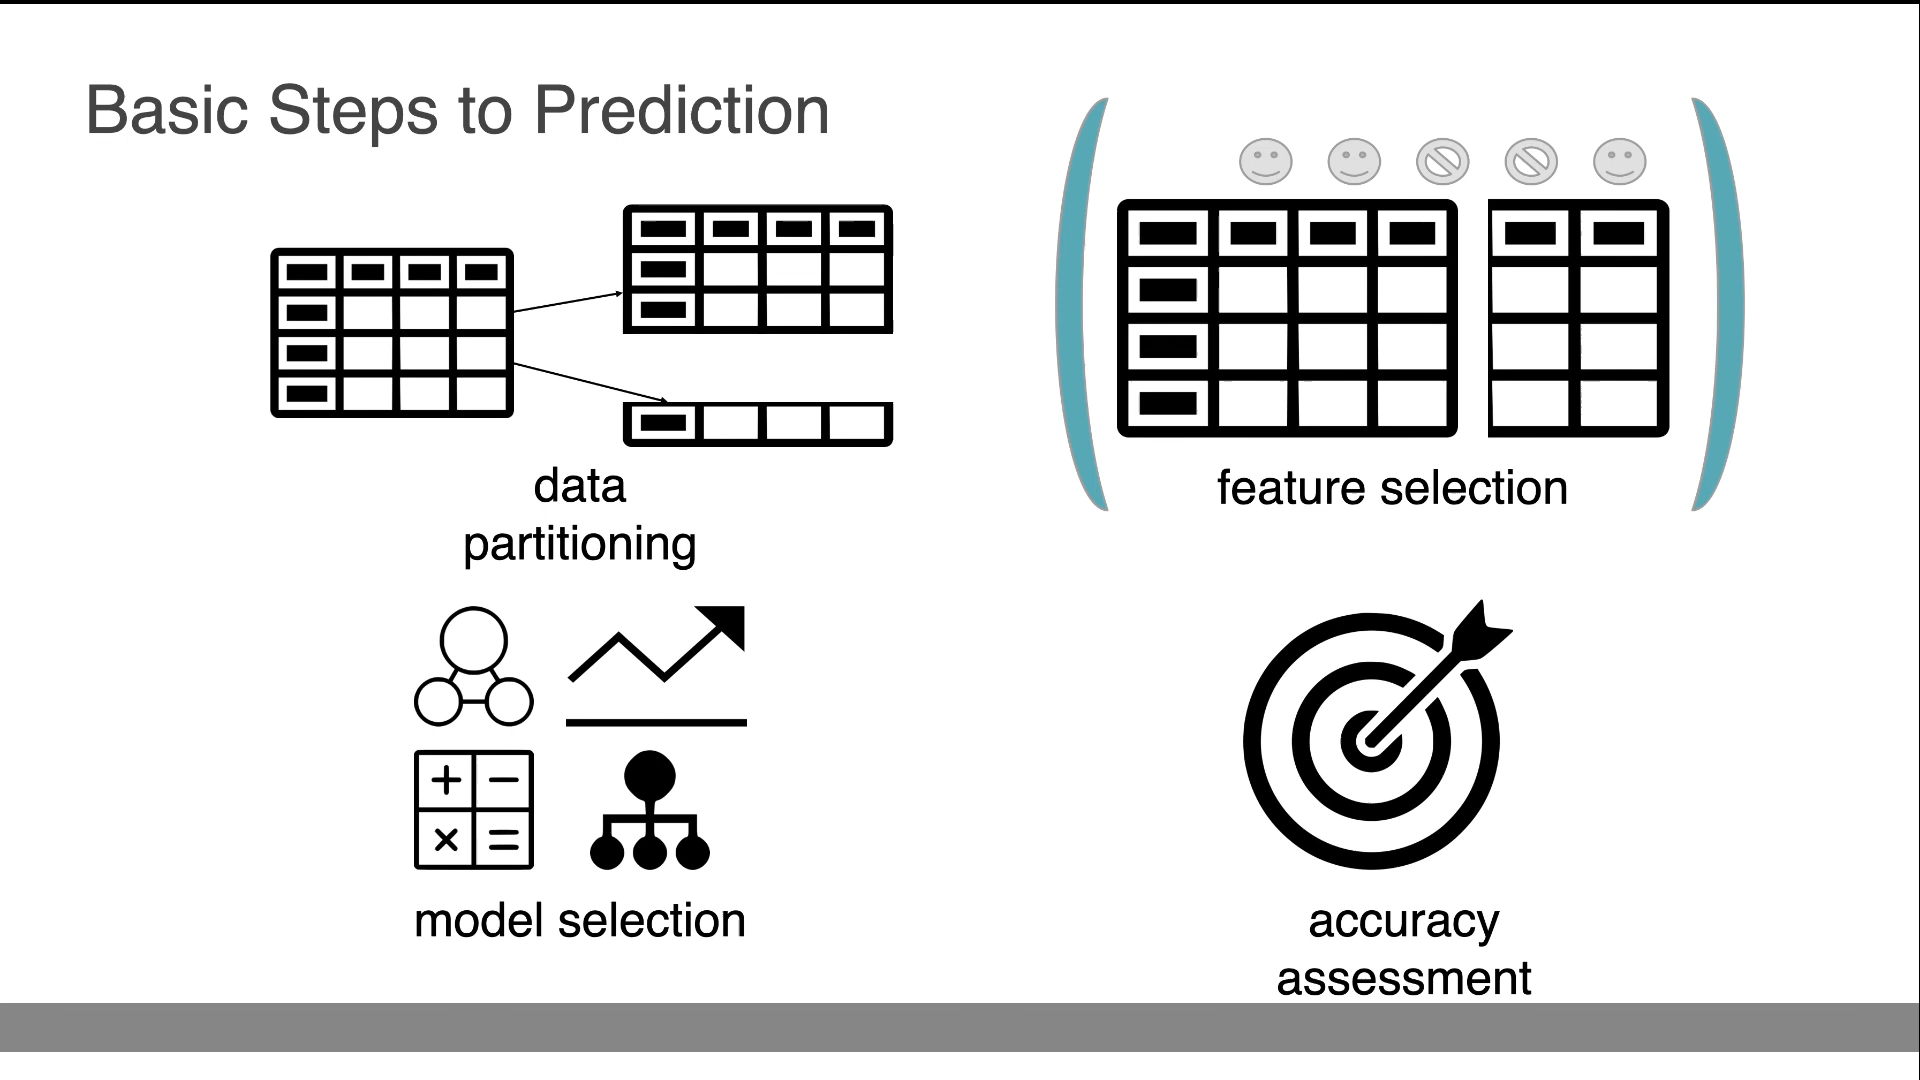 Basic Steps to Prediction
data
partitioning
feature selection
model selection
accuracy
assessment